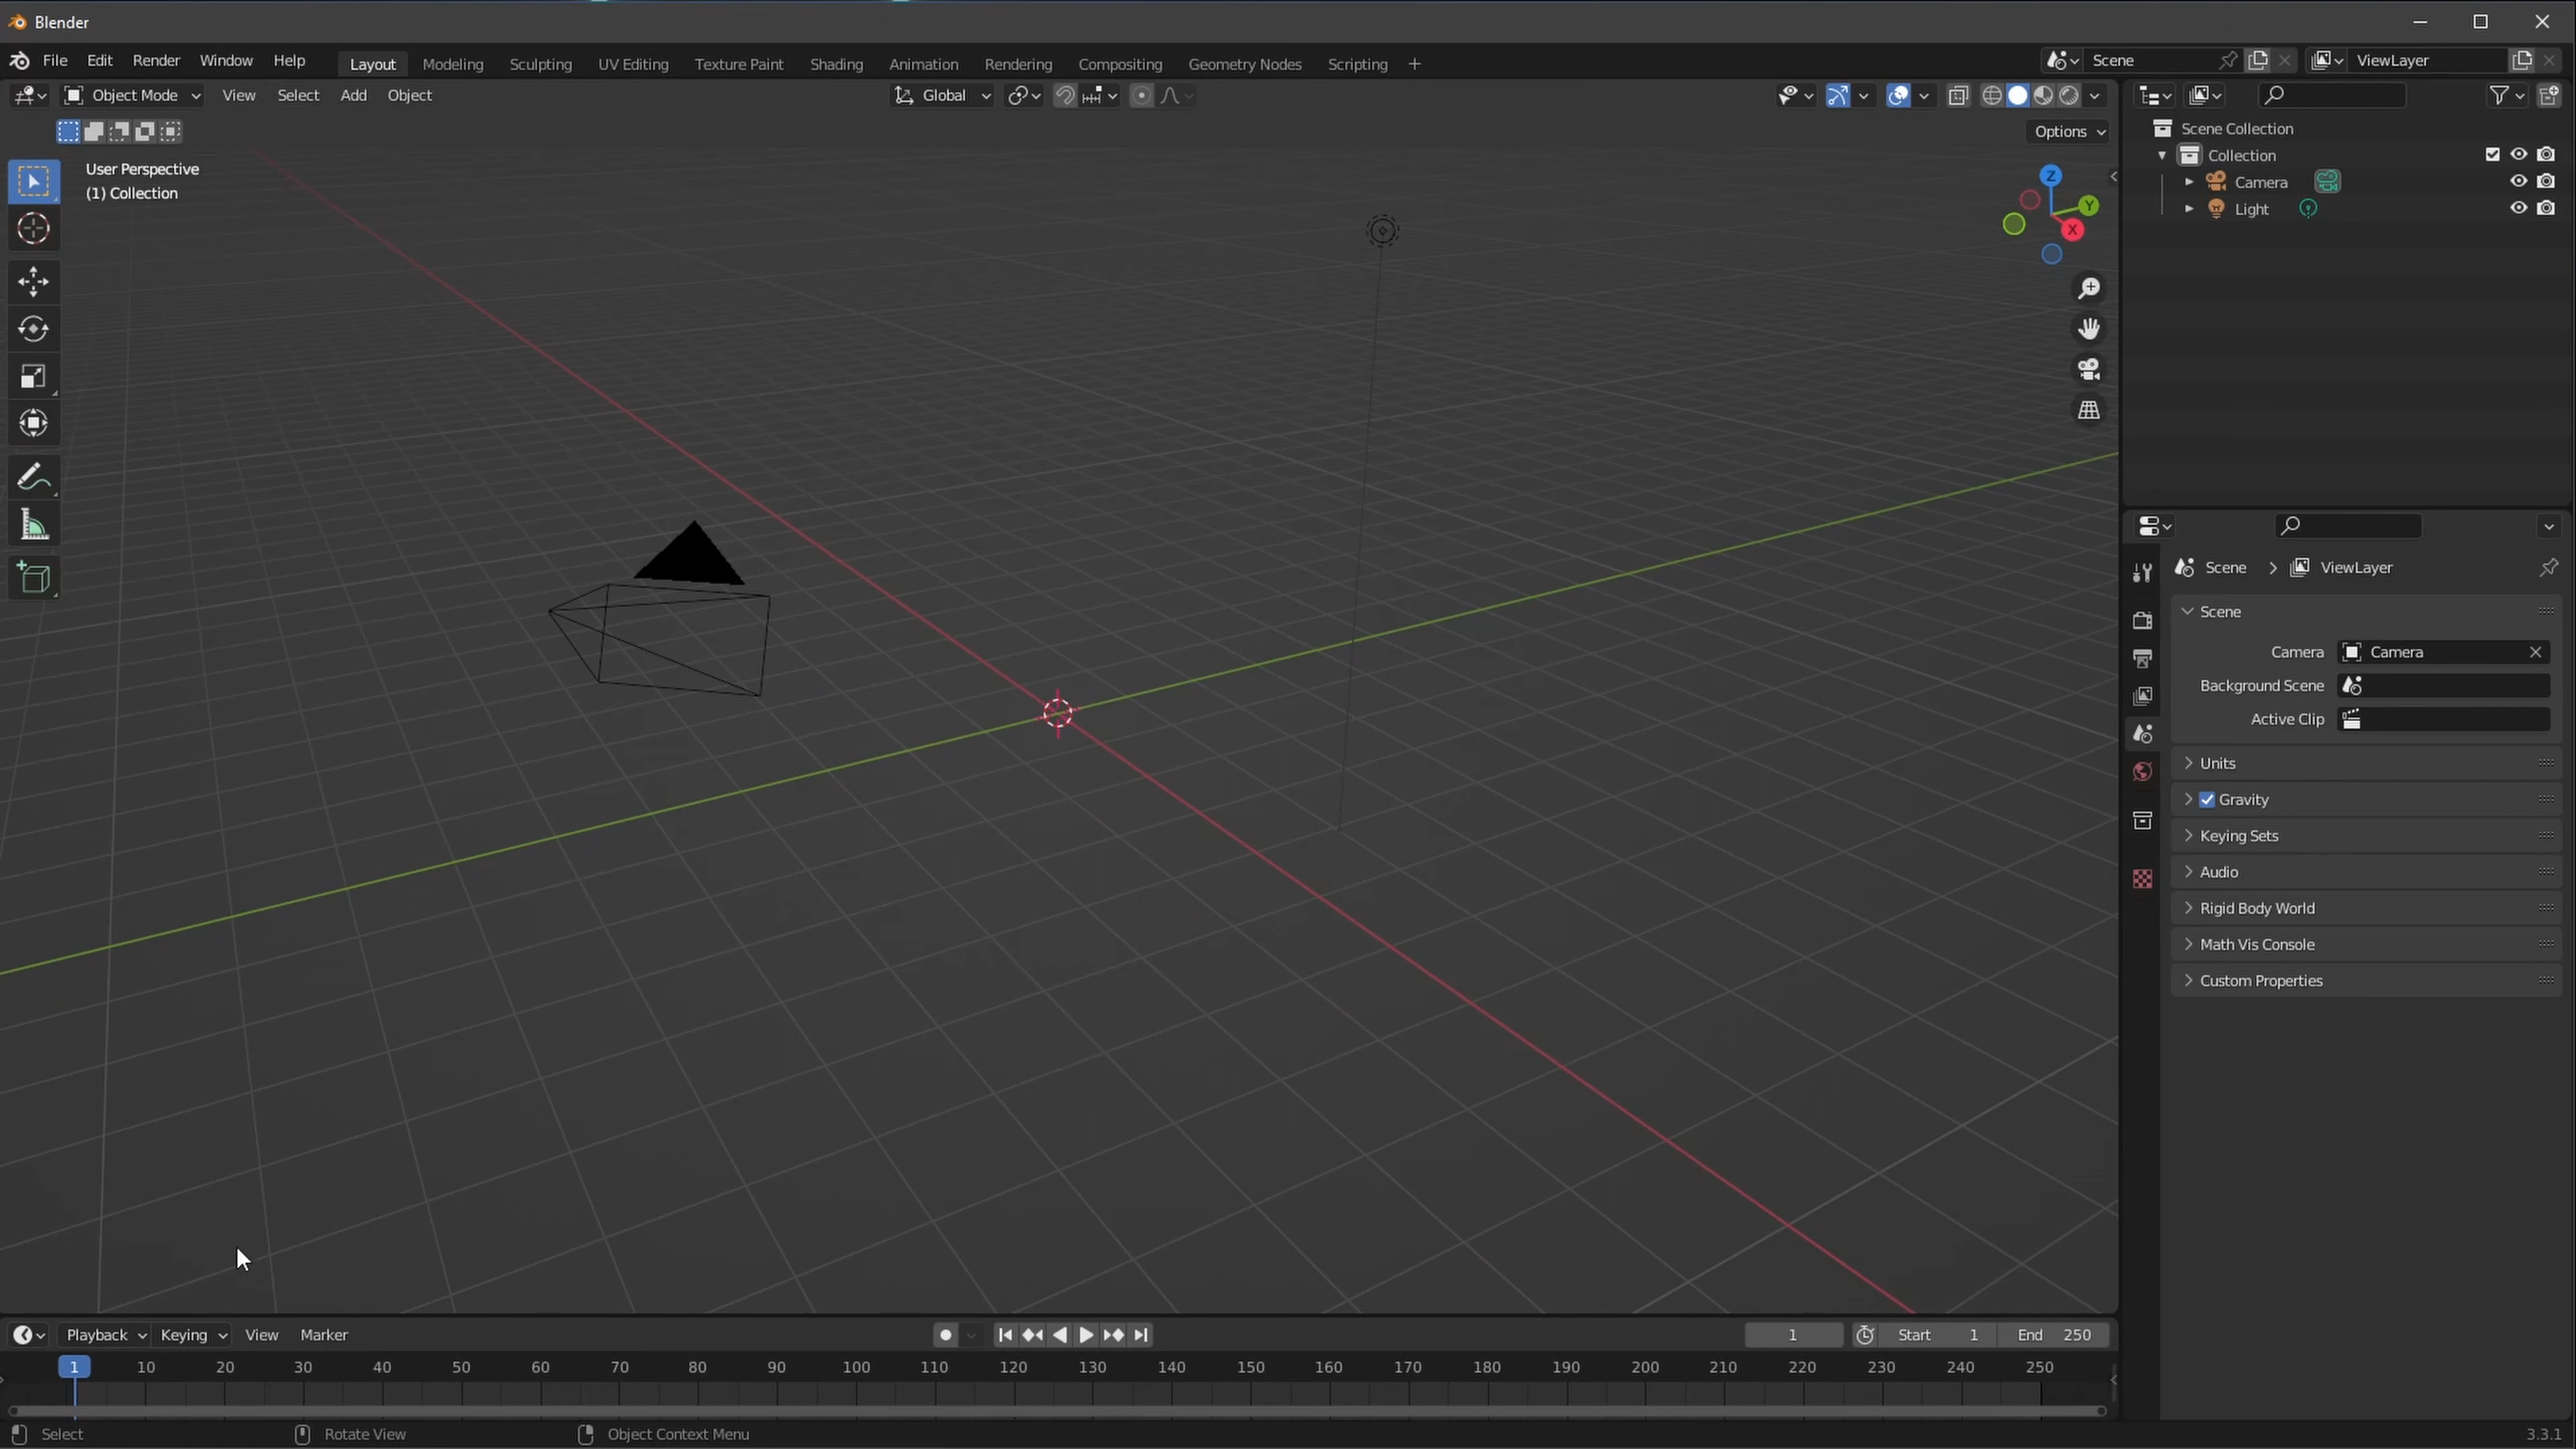 Blender
File Edit Render Window Help Layout Modeling Sculpting UV Editing Texture Paint Shading Animation Rendering Compositing Geometry Nodes Scripting + Scene ViewLayer
Object Mode View Select Add Object Global
Options
User Perspective
(1) Collection
Z
Y
X
Scene Collection
Collection
Camera
Light
Scene > ViewLayer
Scene
Camera Camera
Background Scene
Active Clip
Units
Gravity
Keying Sets
Audio
Rigid Body World
Math Vis Console
Custom Properties
Playback Keying View Marker 1 Start 1 End 250
1 10 20 30 40 50 60 70 80 90 100 110 120 130 140 150 160 170 180 190 200 210 220 230 240 250
Select Rotate View Object Context Menu 3.3.1